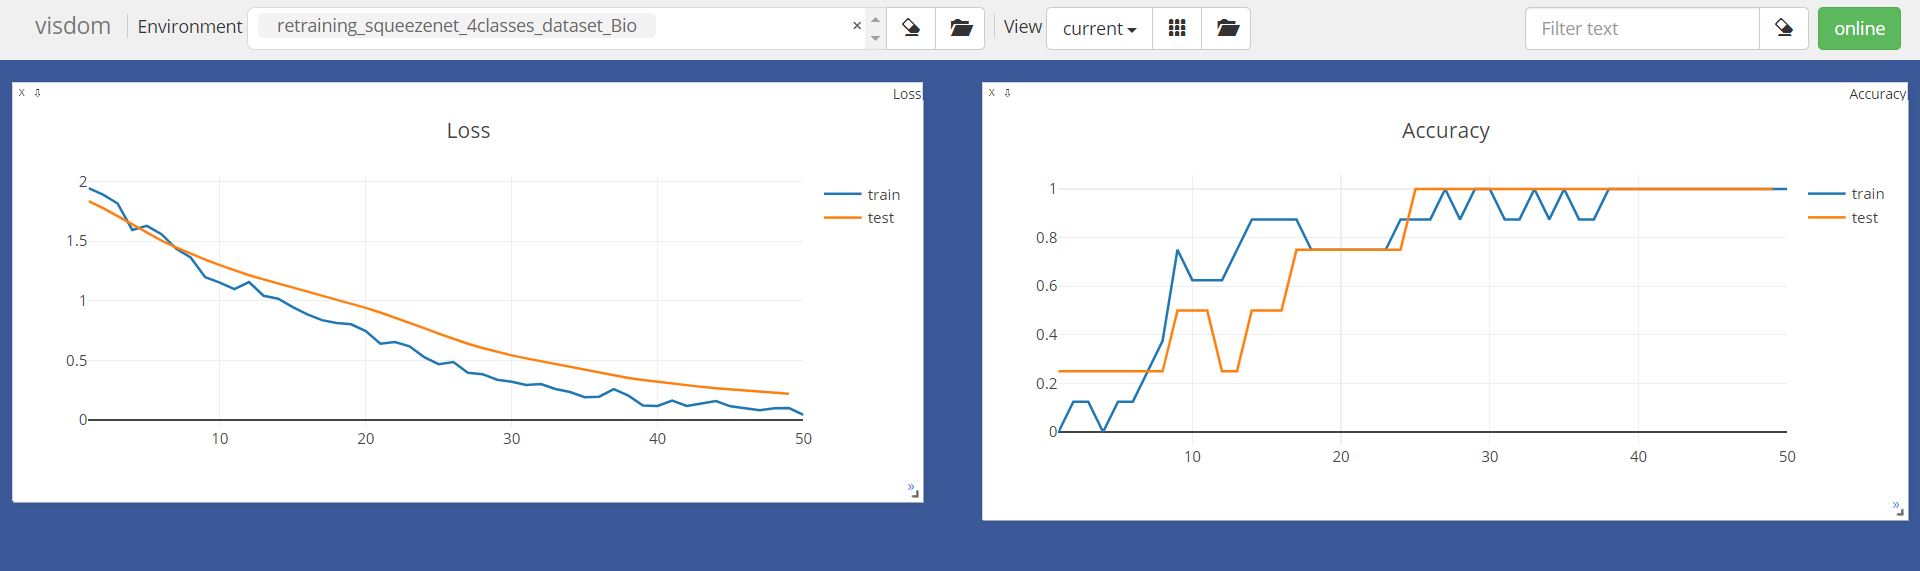 visdom Environment retraining_squeezenet_4classes_dataset_Bio × View current Filter text online
X Loss
Loss
2
1.5
1
0.5
0
10 20 30 40 50
train
test
»
X Accuracy
Accuracy
1
0.8
0.6
0.4
0.2
0
10 20 30 40 50
train
test
»